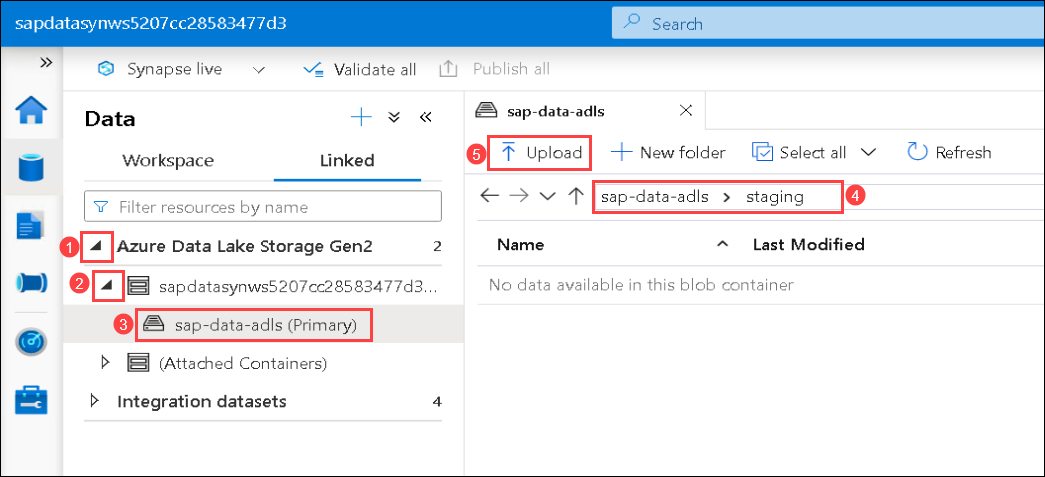 sapdatasynws5207cc28583477d3
Search
» Synapse live Validate all Publish all
Data «
Workspace Linked
Filter resources by name
1 Azure Data Lake Storage Gen2 2
2 sapdatasynws5207cc28583477d3...
3 sap-data-adls (Primary)
(Attached Containers)
Integration datasets 4
sap-data-adls
5 Upload New folder Select all Refresh
sap-data-adls > staging 4
Name Last Modified
No data available in this blob container